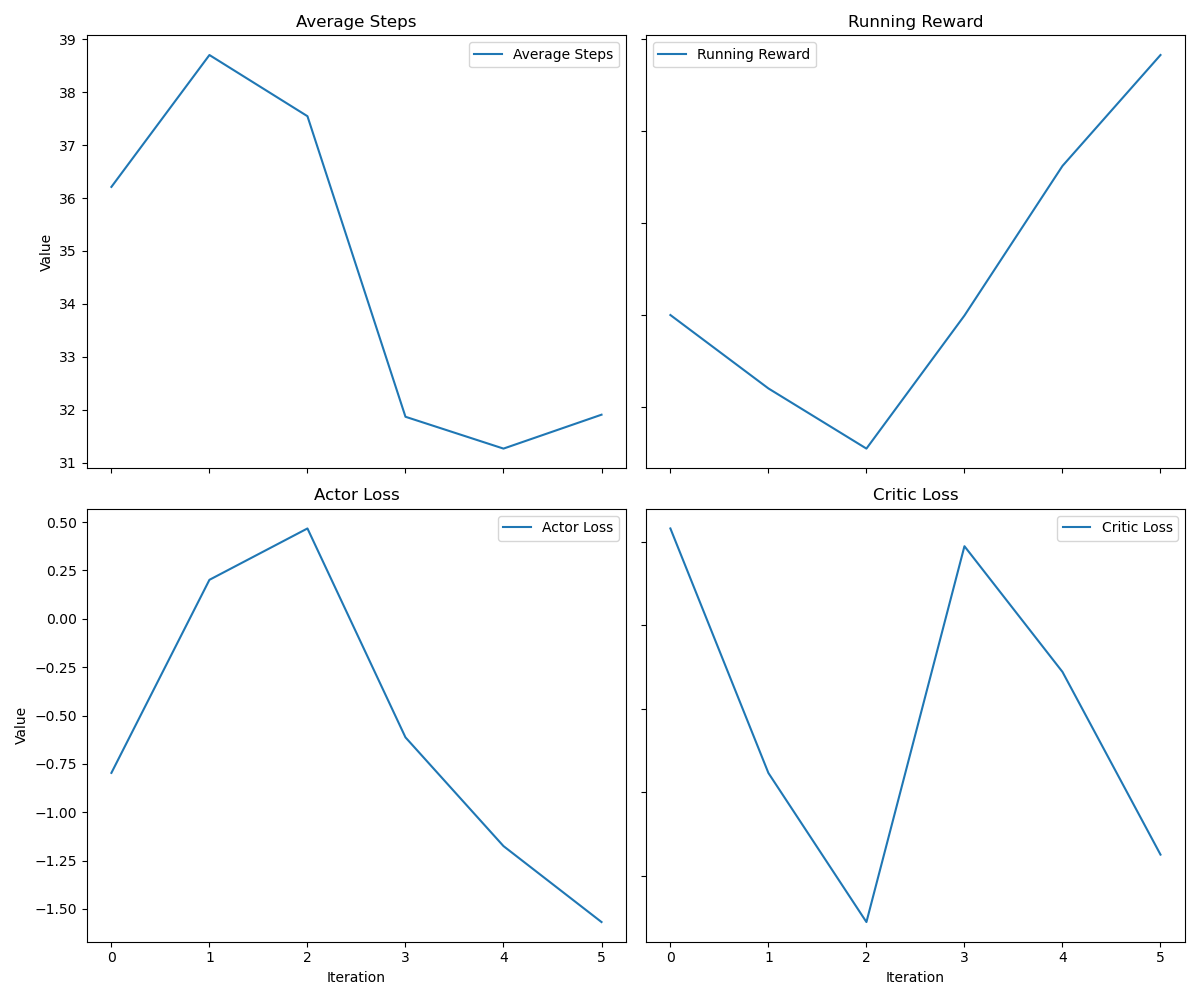 Average Steps
Average Steps
39
38
37
36
35
34
33
32
31
Value
Running Reward
Running Reward
Actor Loss
Actor Loss
0.50
0.25
0.00
−0.25
−0.50
−0.75
−1.00
−1.25
−1.50
Value
0 1 2 3 4 5
Iteration
Critic Loss
Critic Loss
0 1 2 3 4 5
Iteration